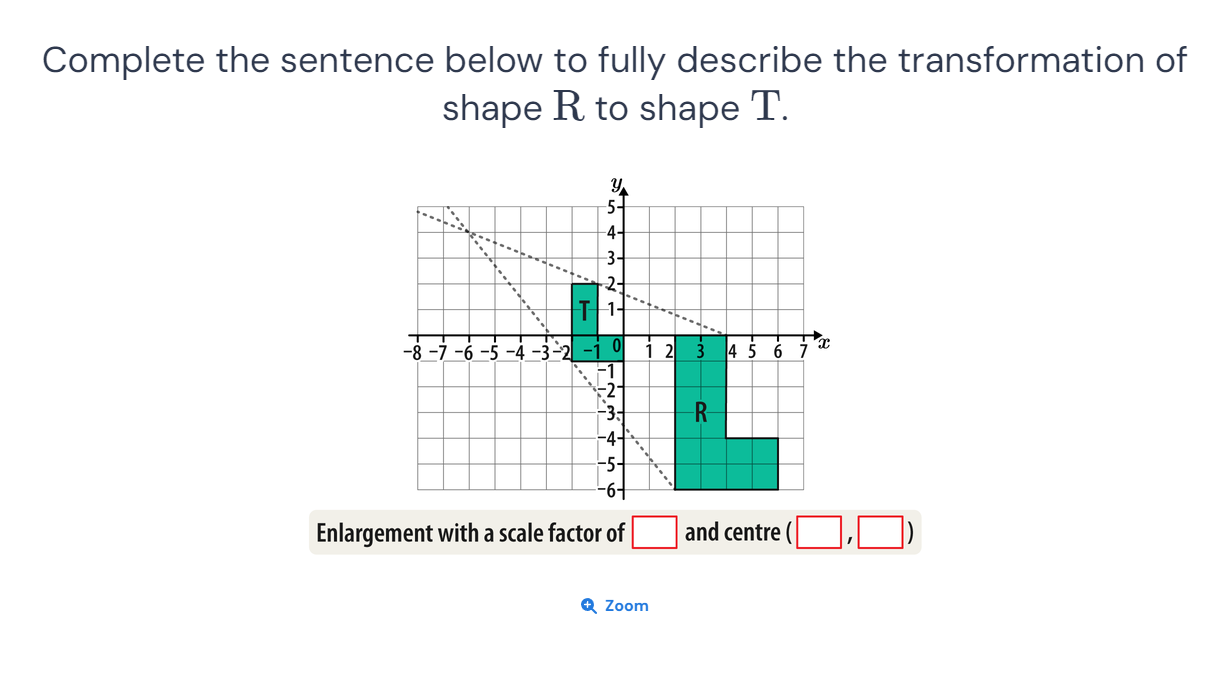 Complete the sentence below to fully describe the transformation of
shape R to shape T.
y
5
4
3
2
T
1
-8 -7 -6 -5 -4 -3 -2 -1 0 1 2 3 4 5 6 7 x
-1
-2
-3
R
-4
-5
-6
Enlargement with a scale factor of and centre ( , )
Zoom